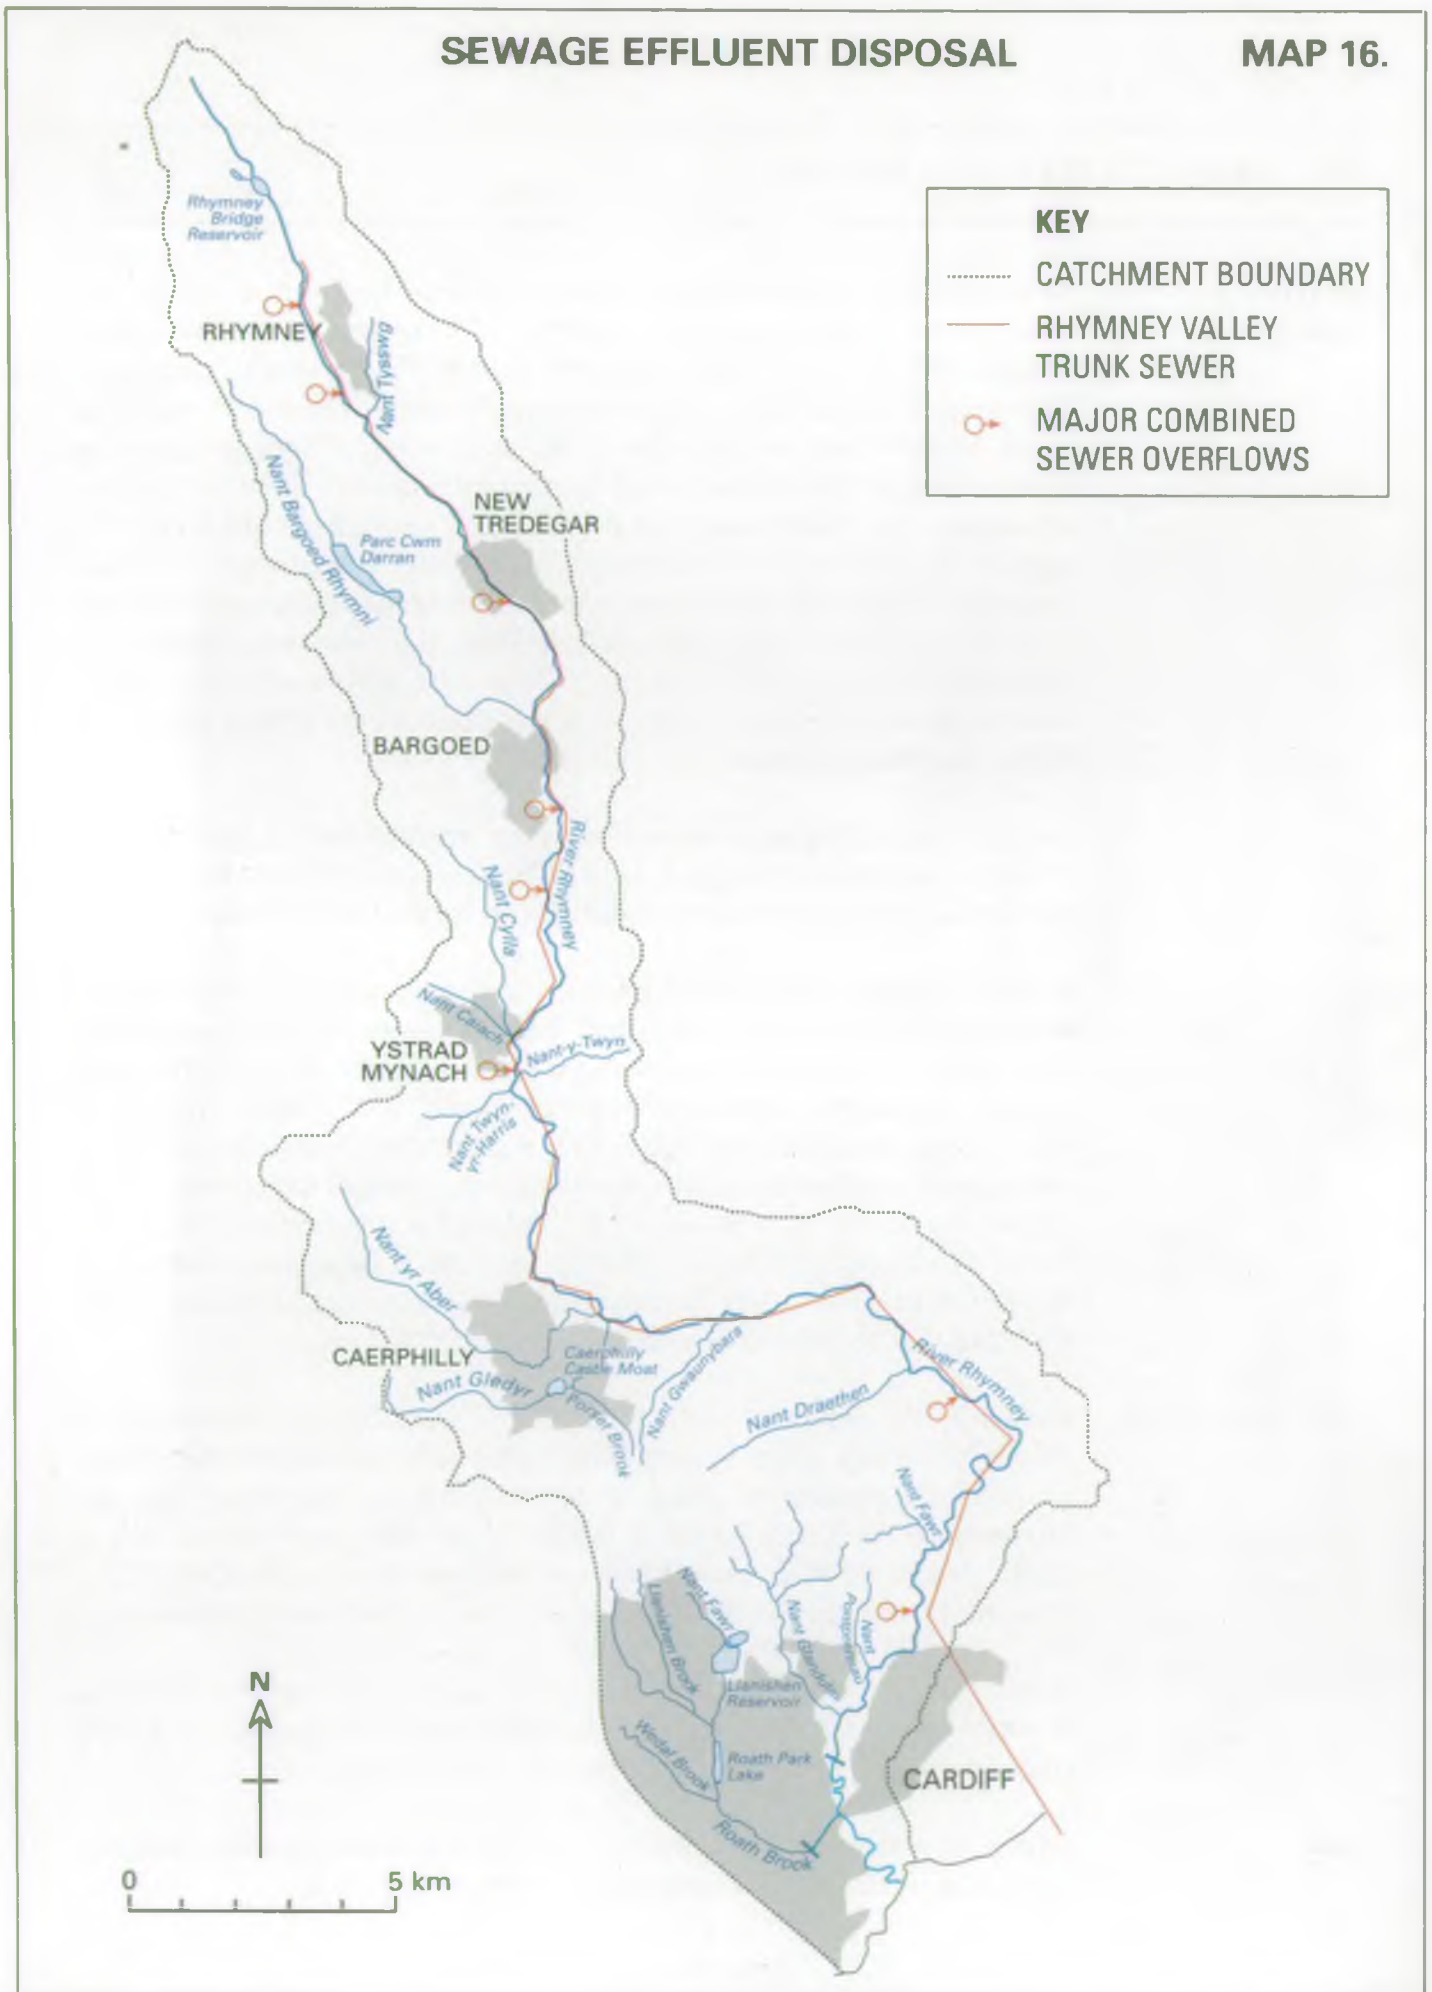 SEWAGE EFFLUENT DISPOSAL
MAP 16.
KEY
CATCHMENT BOUNDARY
RHYMNEY VALLEY
TRUNK SEWER
MAJOR COMBINED
SEWER OVERFLOWS
Rhymney
Bridge
Reservoir
RHYMNEY
Nant Tysswg
Nant Bargoed Rhymni
Parc Cwm
Darran
NEW
TREDEGAR
BARGOED
River Rhymney
Nant Cylla
Nant Caiach
YSTRAD
MYNACH
Nant-y-Twyn
Nant Twyn-
yr-Harris
Nant yr Aber
CAERPHILLY
Caerphilly
Castle Moat
Nant Gledyr
Porset Brook
Nant Gwaunybara
Nant Draethen
River Rhymney
Nant Fawr
Nant Fawr
Llanishen Brook
Nant Glandulas
Nant
Llanishen
Reservoir
Wedal Brook
Roath Park
Lake
Roath Brook
CARDIFF
N
0
5 km